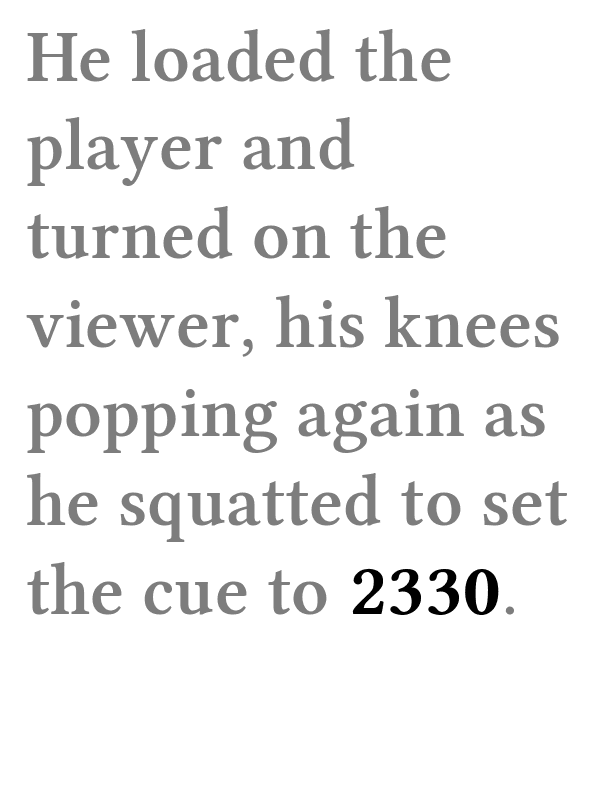 He loaded the
player and
turned on the
viewer, his knees
popping again as
he squatted to set
the cue to 2330.